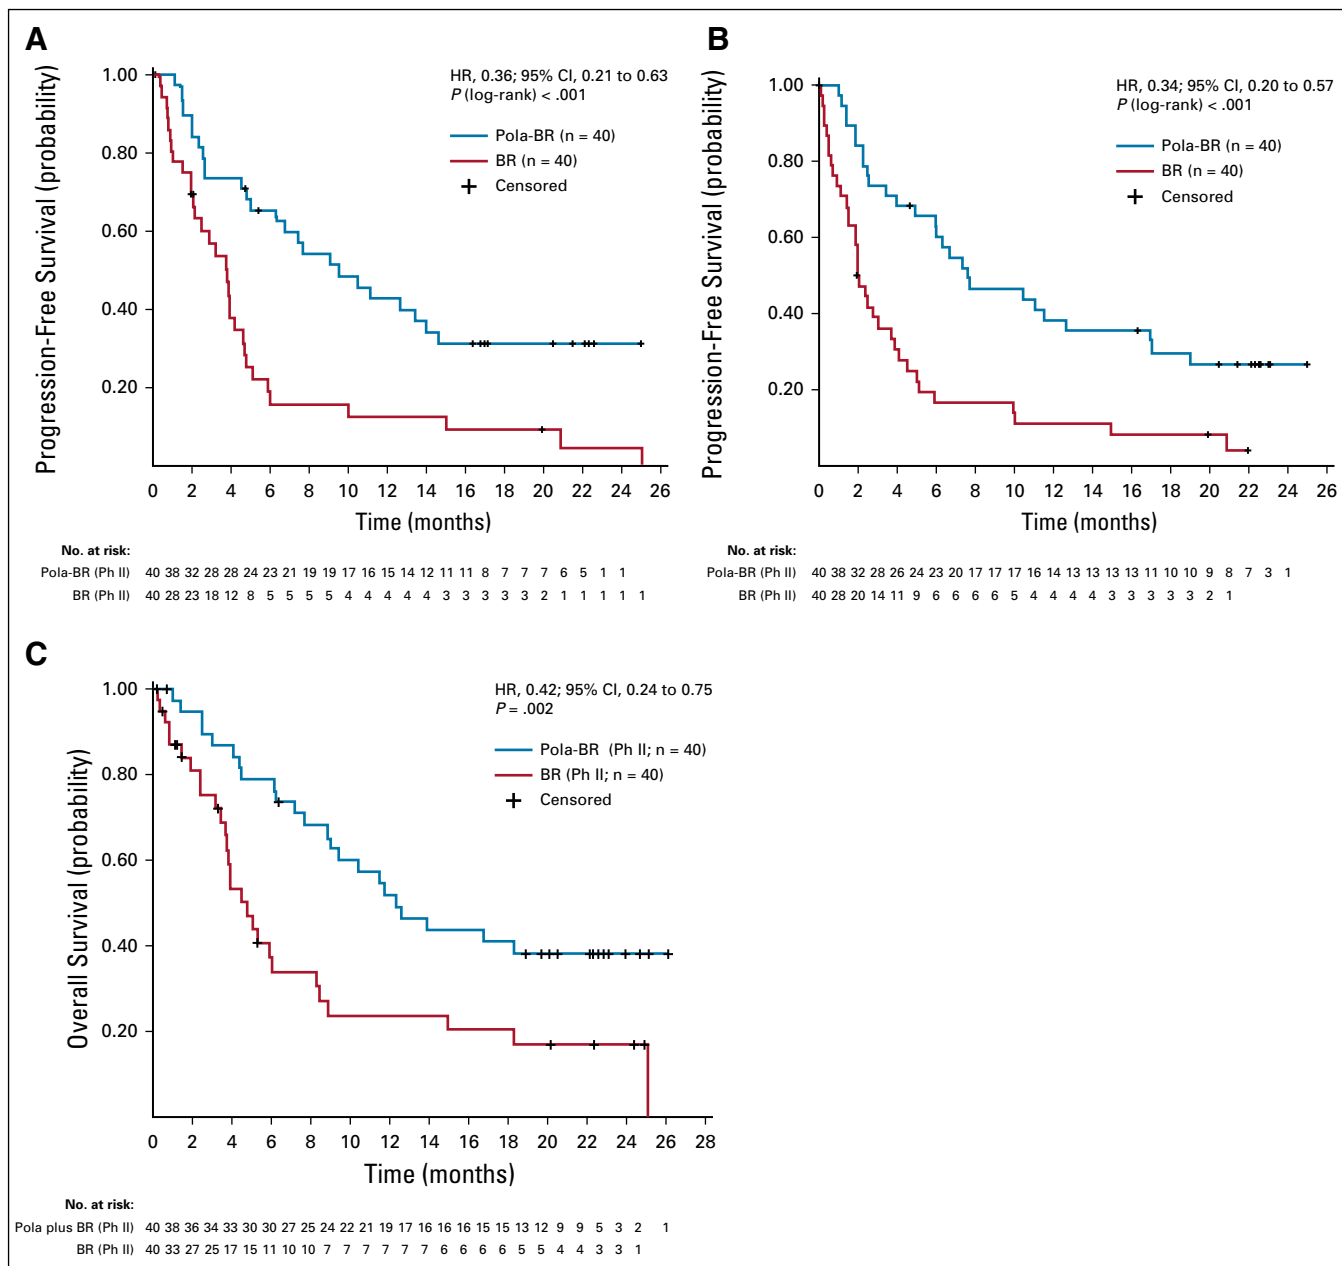 A
Progression-Free Survival (probability)
1.00
0.80
0.60
0.40
0.20
HR, 0.36; 95% CI, 0.21 to 0.63
P (log-rank) < .001
Pola-BR (n = 40)
BR (n = 40)
Censored
0 2 4 6 8 10 12 14 16 18 20 22 24 26
Time (months)
No. at risk:
Pola-BR (Ph II) 40 38 32 28 28 24 23 21 19 19 17 16 15 14 12 11 11 8 7 7 7 6 5 1 1
BR (Ph II) 40 28 23 18 12 8 5 5 5 5 4 4 4 4 4 3 3 3 3 3 2 1 1 1 1 1
B
Progression-Free Survival (probability)
1.00
0.80
0.60
0.40
0.20
HR, 0.34; 95% CI, 0.20 to 0.57
P (log-rank) < .001
Pola-BR (n = 40)
BR (n = 40)
Censored
0 2 4 6 8 10 12 14 16 18 20 22 24 26
Time (months)
No. at risk:
Pola-BR (Ph II) 40 38 32 28 26 24 23 20 17 17 17 16 14 13 13 13 13 11 10 10 9 8 7 3 1
BR (Ph II) 40 28 20 14 11 9 6 6 6 6 5 4 4 4 4 3 3 3 3 3 2 1
C
Overall Survival (probability)
1.00
0.80
0.60
0.40
0.20
HR, 0.42; 95% CI, 0.24 to 0.75
P = .002
Pola-BR (Ph II; n = 40)
BR (Ph II; n = 40)
Censored
0 2 4 6 8 10 12 14 16 18 20 22 24 26 28
Time (months)
No. at risk:
Pola plus BR (Ph II) 40 38 36 34 33 30 30 27 25 24 22 21 19 17 16 16 16 15 15 13 12 9 9 5 3 2 1
BR (Ph II) 40 33 27 25 17 15 11 10 10 7 7 7 7 7 7 6 6 6 6 5 5 4 4 3 3 1